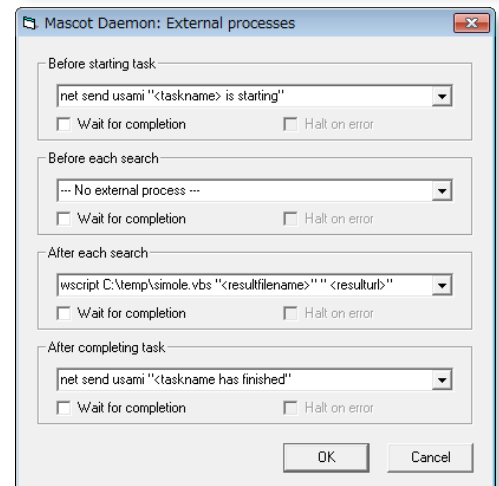 Mascot Daemon: External processes
Before starting task
net send usami "<taskname> is starting"
Wait for completion Halt on error
Before each search
--- No external process ---
Wait for completion Halt on error
After each search
wscript C:\temp\simole.vbs "<resultfilename>" " <resulturl>"
Wait for completion Halt on error
After completing task
net send usami "<taskname has finished"
Wait for completion Halt on error
OK Cancel